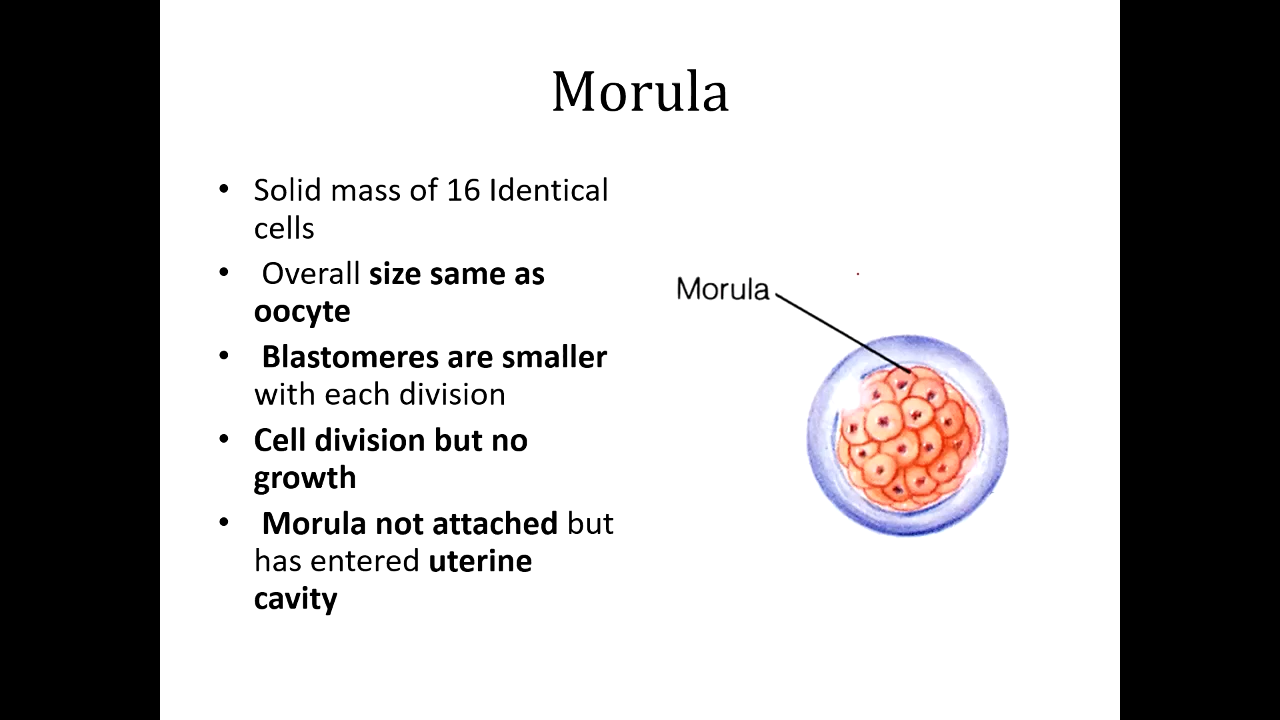 Morula
• Solid mass of 16 Identical
cells
• Overall size same as
oocyte
• Blastomeres are smaller
with each division
• Cell division but no
growth
• Morula not attached but
has entered uterine
cavity
Morula